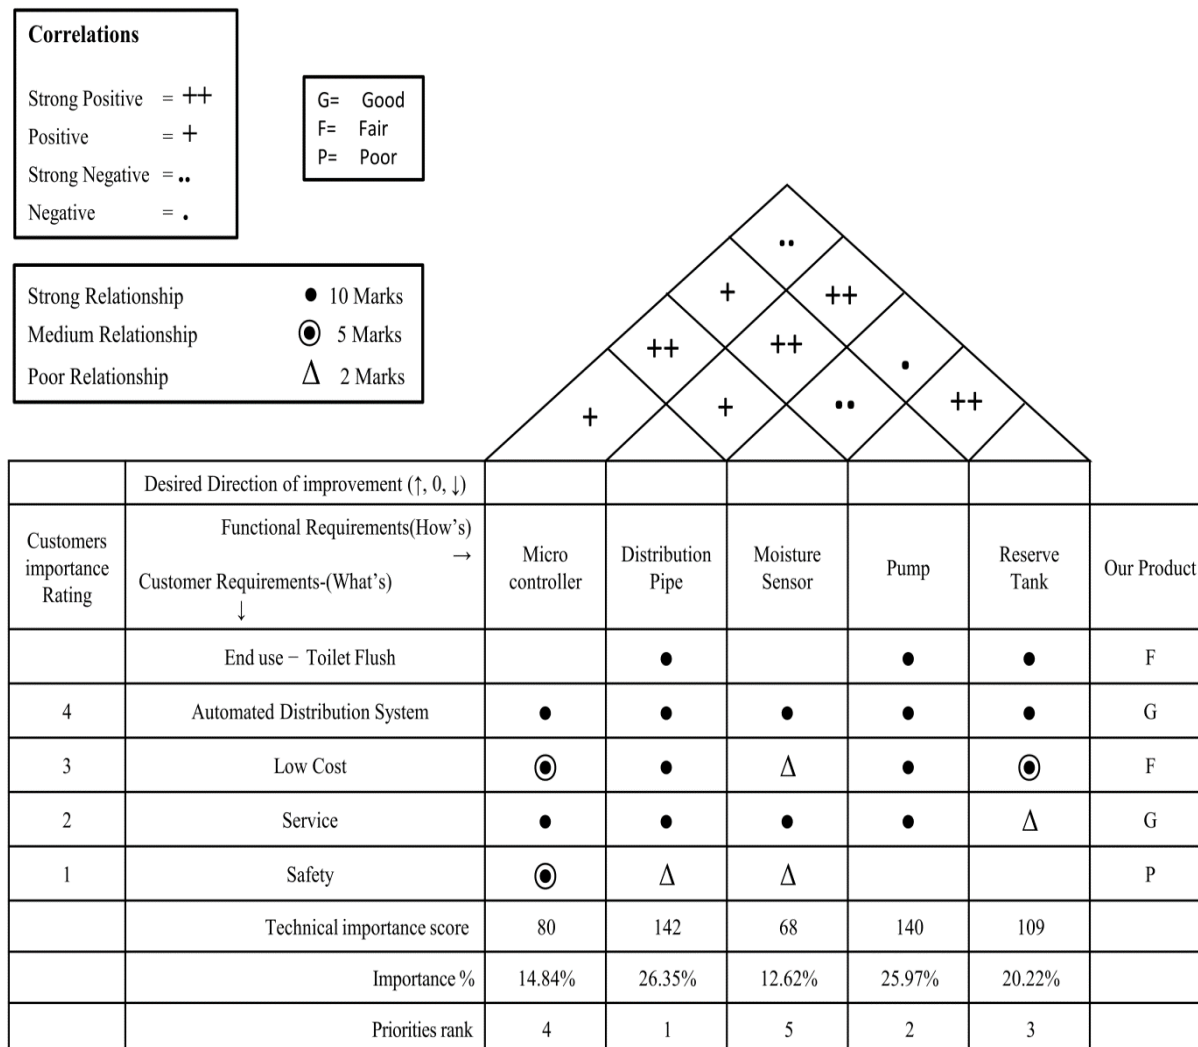 Correlations
Strong Positive = ++
Positive = +
Strong Negative = ..
Negative = .
G= Good
F= Fair
P= Poor
Strong Relationship ● 10 Marks
Medium Relationship ◉ 5 Marks
Poor Relationship Δ 2 Marks
..
+ ++
++ ++ .
+ + .. ++
Desired Direction of improvement (↑, 0, ↓)
Customers importance Rating
Functional Requirements(How's)
→
Customer Requirements-(What's)
↓
Micro controller
Distribution Pipe
Moisture Sensor
Pump
Reserve Tank
Our Product
End use − Toilet Flush ● ● ● F
4 Automated Distribution System ● ● ● ● ● G
3 Low Cost ◉ ● Δ ● ◉ F
2 Service ● ● ● ● Δ G
1 Safety ◉ Δ Δ P
Technical importance score 80 142 68 140 109
Importance % 14.84% 26.35% 12.62% 25.97% 20.22%
Priorities rank 4 1 5 2 3